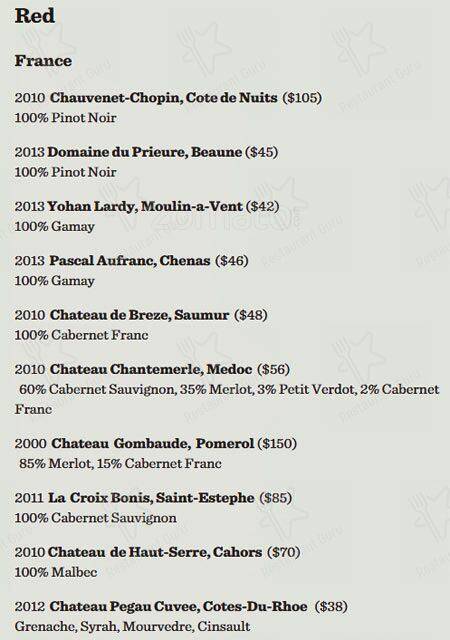 Red
France
2010 Chauvenet-Chopin, Cote de Nuits ($105)
100% Pinot Noir
2013 Domaine du Prieure, Beaune ($45)
100% Pinot Noir
2013 Yohan Lardy, Moulin-a-Vent ($42)
100% Gamay
2013 Pascal Aufranc, Chenas ($46)
100% Gamay
2010 Chateau de Breze, Saumur ($48)
100% Cabernet Franc
2010 Chateau Chantemerle, Medoc ($56)
60% Cabernet Sauvignon, 35% Merlot, 3% Petit Verdot, 2% Cabernet
Franc
2000 Chateau Gombaude, Pomerol ($150)
85% Merlot, 15% Cabernet Franc
2011 La Croix Bonis, Saint-Estephe ($85)
100% Cabernet Sauvignon
2010 Chateau de Haut-Serre, Cahors ($70)
100% Malbec
2012 Chateau Pegau Cuvee, Cotes-Du-Rhoe ($38)
Grenache, Syrah, Mourvedre, Cinsault